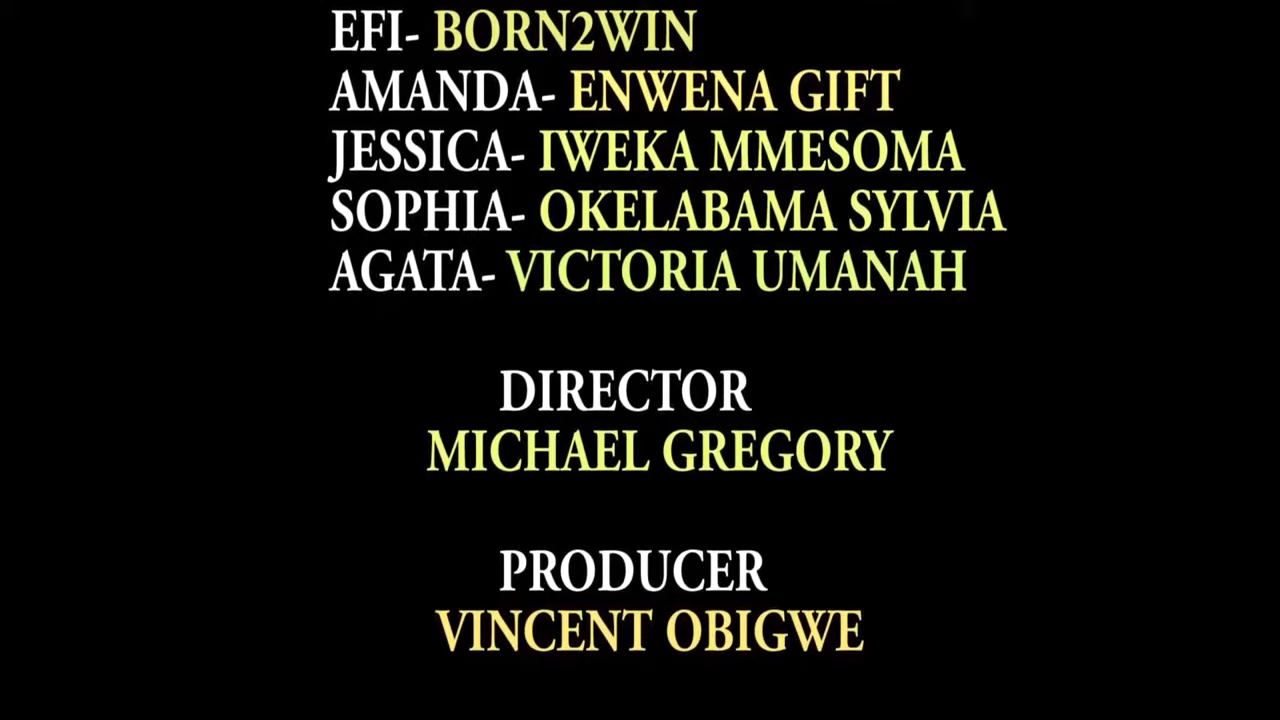 EFI- BORN2WIN
AMANDA- ENWENA GIFT
JESSICA- IWEKA MMESOMA
SOPHIA- OKELABAMA SYLVIA
AGATA- VICTORIA UMANAH
DIRECTOR
MICHAEL GREGORY
PRODUCER
VINCENT OBIGWE